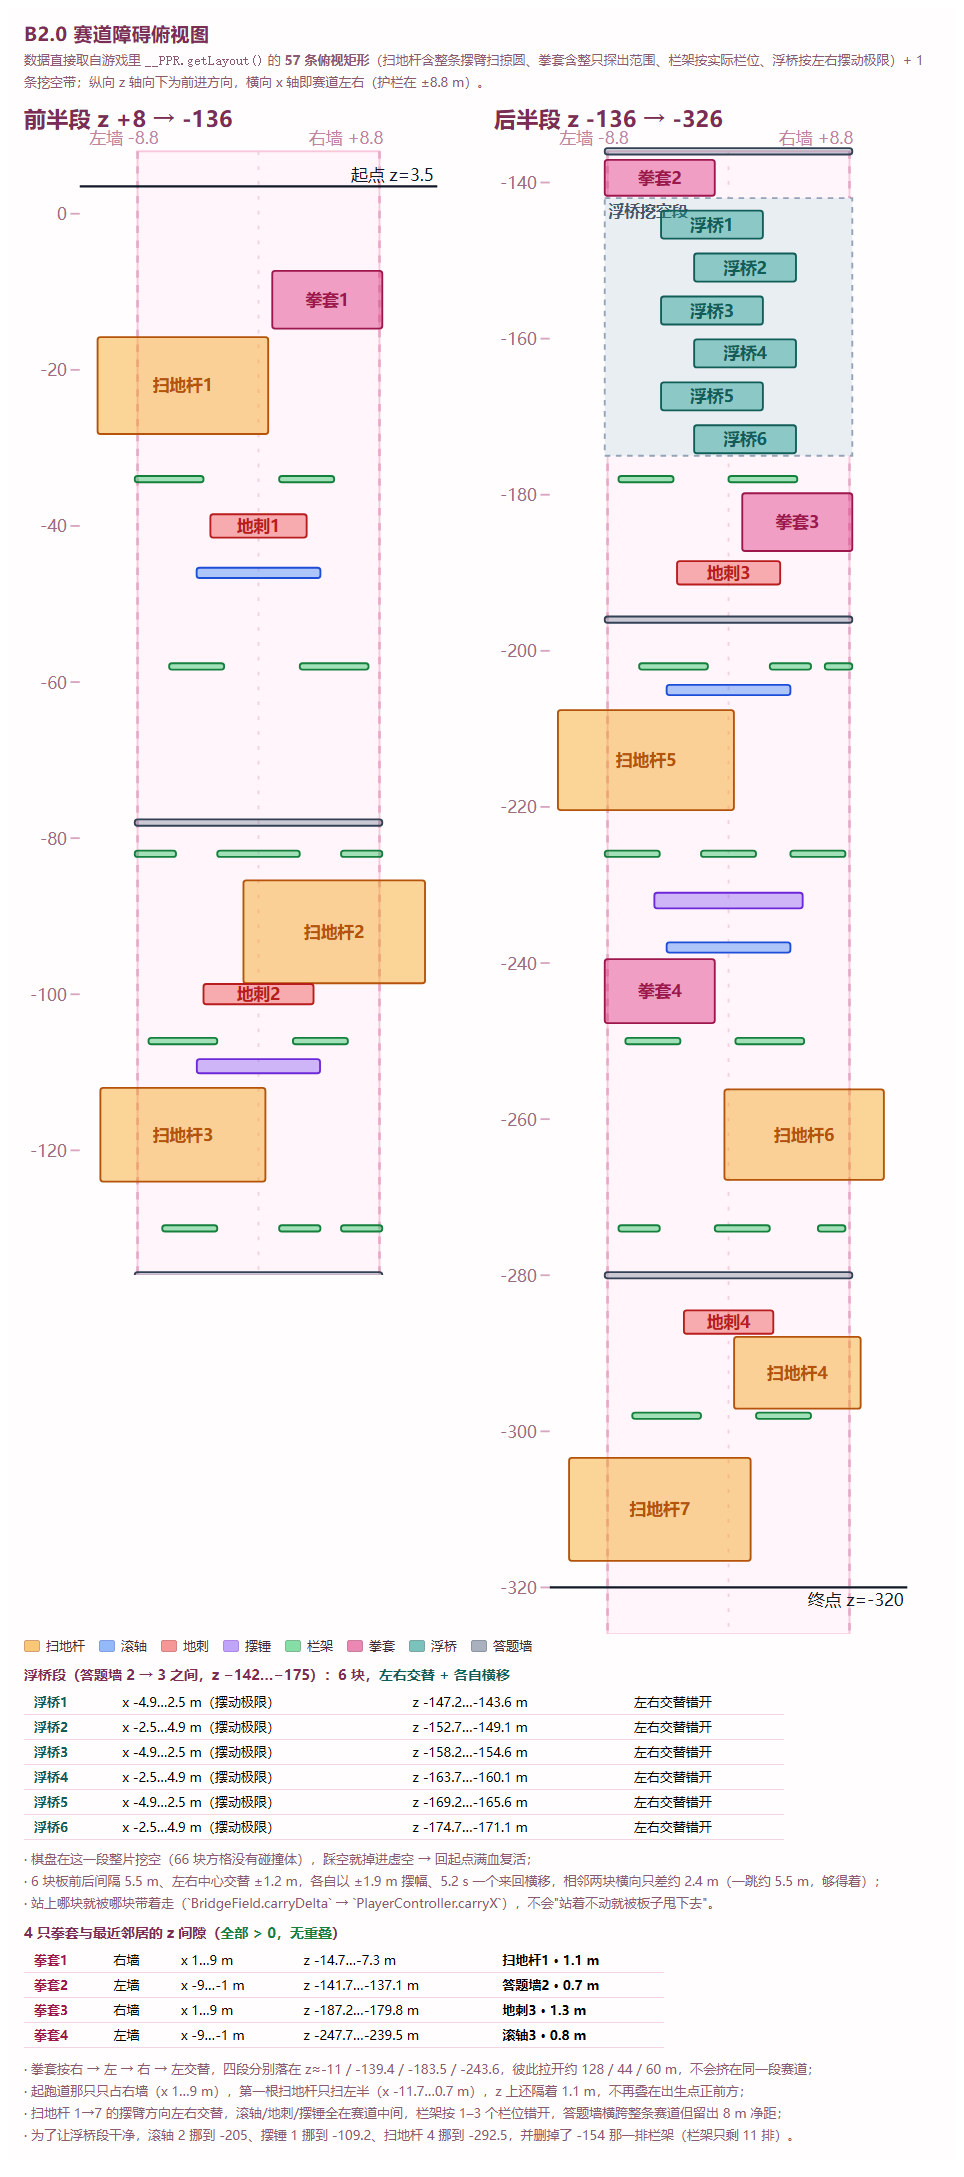 B2.0 赛道障碍俯视图
数据直接取自游戏里 __PPR.getLayout() 的 57 条俯视矩形（扫地杆含整条摆臂扫掠圆、拳套含整只探出范围、栏架按实际栏位、浮桥按左右摆动极限）+ 1
条挖空带；纵向 z 轴向下为前进方向，横向 x 轴即赛道左右（护栏在 ±8.8 m）。
前半段 z +8 → -136
左墙 -8.8
右墙 +8.8
起点 z=3.5
0
拳套1
-20
扫地杆1
-40
地刺1
-60
-80
扫地杆2
-100
地刺2
扫地杆3
-120
后半段 z -136 → -326
左墙 -8.8
右墙 +8.8
-140
拳套2
浮桥挖空段
浮桥1
浮桥2
浮桥3
-160
浮桥4
浮桥5
浮桥6
-180
拳套3
地刺3
-200
扫地杆5
-220
-240
拳套4
-260
扫地杆6
-280
地刺4
扫地杆4
-300
扫地杆7
-320
终点 z=-320
扫地杆 滚轴 地刺 摆锤 栏架 拳套 浮桥 答题墙
浮桥段（答题墙 2 → 3 之间，z −142…−175）：6 块，左右交替 + 各自横移
浮桥1 x -4.9…2.5 m（摆动极限） z -147.2…-143.6 m 左右交替错开
浮桥2 x -2.5…4.9 m（摆动极限） z -152.7…-149.1 m 左右交替错开
浮桥3 x -4.9…2.5 m（摆动极限） z -158.2…-154.6 m 左右交替错开
浮桥4 x -2.5…4.9 m（摆动极限） z -163.7…-160.1 m 左右交替错开
浮桥5 x -4.9…2.5 m（摆动极限） z -169.2…-165.6 m 左右交替错开
浮桥6 x -2.5…4.9 m（摆动极限） z -174.7…-171.1 m 左右交替错开
· 棋盘在这一段整片挖空（66 块方格没有碰撞体），踩空就掉进虚空 → 回起点满血复活；
· 6 块板前后间隔 5.5 m、左右中心交替 ±1.2 m，各自以 ±1.9 m 摆幅、5.2 s 一个来回横移，相邻两块横向只差约 2.4 m（一跳约 5.5 m，够得着）；
· 站上哪块就被哪块带着走（`BridgeField.carryDelta` → `PlayerController.carryX`），不会"站着不动就被板子甩下去"。
4 只拳套与最近邻居的 z 间隙（全部 > 0，无重叠）
拳套1 右墙 x 1…9 m z -14.7…-7.3 m 扫地杆1 • 1.1 m
拳套2 左墙 x -9…-1 m z -141.7…-137.1 m 答题墙2 • 0.7 m
拳套3 右墙 x 1…9 m z -187.2…-179.8 m 地刺3 • 1.3 m
拳套4 左墙 x -9…-1 m z -247.7…-239.5 m 滚轴3 • 0.8 m
· 拳套按右 → 左 → 右 → 左交替，四段分别落在 z≈-11 / -139.4 / -183.5 / -243.6，彼此拉开约 128 / 44 / 60 m，不会挤在同一段赛道；
· 起跑道那只只占右墙（x 1…9 m），第一根扫地杆只扫左半（x -11.7…0.7 m），z 上还隔着 1.1 m，不再叠在出生点正前方；
· 扫地杆 1→7 的摆臂方向左右交替，滚轴/地刺/摆锤全在赛道中间，栏架按 1–3 个栏位错开，答题墙横跨整条赛道但留出 8 m 净距；
· 为了让浮桥段干净，滚轴 2 挪到 -205、摆锤 1 挪到 -109.2、扫地杆 4 挪到 -292.5，并删掉了 -154 那一排栏架（栏架只剩 11 排）。